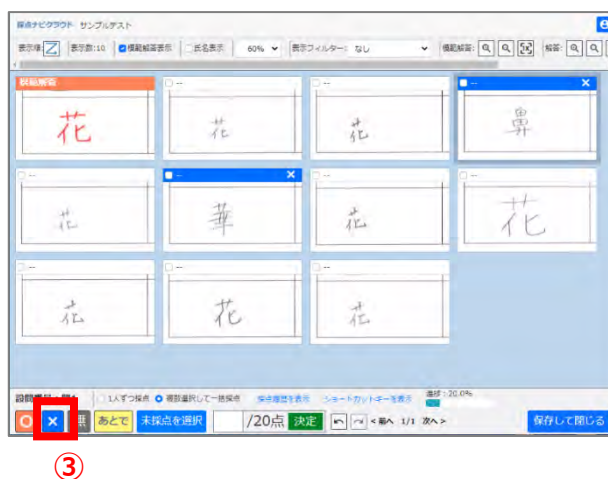 採点ナビクラウド サンプルテスト
表示順: 表示数:10 模範解答表示 氏名表示 60% 表示フィルター: なし 模範解答: 解答:
模範解答 -- -- -- ×
花 花 花 鼻
-- -- × -- --
花 華 花 花
-- -- --
花 花 花
1人ずつ採点 複数選択して一括採点 採点履歴を表示 ショートカットキーを表示 進捗:20.0%
× 無 あとで 未採点を選択 /20点 決定 <前へ 1/1 次へ> 保存して閉じる
③